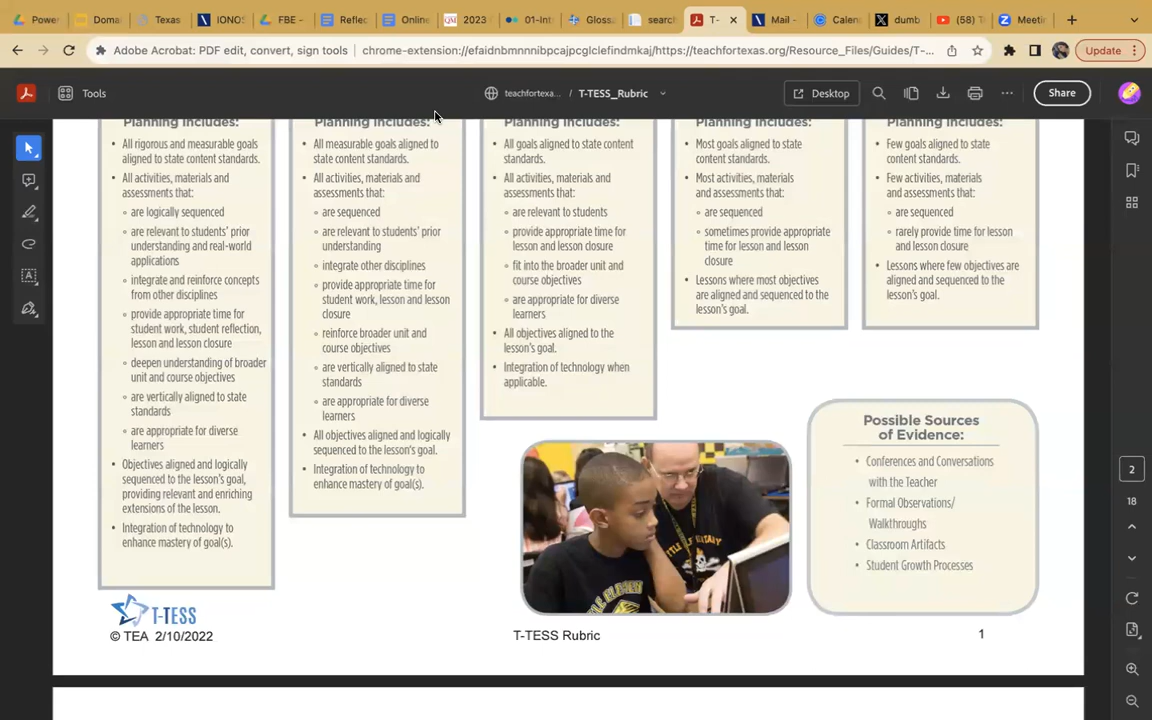 Power
Doma
Texas
IONOS
FBE -
Reflec
Online
2023
01-Int
Glossa
search
T-
Mail -
Calend
dumb
(58) T
Meetin
Adobe Acrobat: PDF edit, convert, sign tools
chrome-extension://efaidnbmnnnibpcajpcglclefindmkaj/https://teachfortexas.org/Resource_Files/Guides/T-...
Update
Tools
teachfortexa... / T-TESS_Rubric
Desktop
Share
Planning Includes:
All rigorous and measurable goals
aligned to state content standards.
All activities, materials and
assessments that:
are logically sequenced
are relevant to students' prior
understanding and real-world
applications
integrate and reinforce concepts
from other disciplines
provide appropriate time for
student work, student reflection,
lesson and lesson closure
deepen understanding of broader
unit and course objectives
are vertically aligned to state
standards
are appropriate for diverse
learners
Objectives aligned and logically
sequenced to the lesson's goal,
providing relevant and enriching
extensions of the lesson.
Integration of technology to
enhance mastery of goal(s).
Planning Includes:
All measurable goals aligned to
state content standards.
All activities, materials and
assessments that:
are sequenced
are relevant to students' prior
understanding
integrate other disciplines
provide appropriate time for
student work, lesson and lesson
closure
reinforce broader unit and
course objectives
are vertically aligned to state
standards
are appropriate for diverse
learners
All objectives aligned and logically
sequenced to the lesson's goal.
Integration of technology to
enhance mastery of goal(s).
Planning Includes:
All goals aligned to state content
standards.
All activities, materials and
assessments that:
are relevant to students
provide appropriate time for
lesson and lesson closure
fit into the broader unit and
course objectives
are appropriate for diverse
learners
All objectives aligned to the
lesson's goal.
Integration of technology when
applicable.
Planning Includes:
Most goals aligned to state
content standards.
Most activities, materials
and assessments that:
are sequenced
sometimes provide appropriate
time for lesson and lesson
closure
Lessons where most objectives
are aligned and sequenced to the
lesson's goal.
Planning Includes:
Few goals aligned to state
content standards.
Few activities, materials
and assessments that:
are sequenced
rarely provide time for lesson
and lesson closure
Lessons where few objectives are
aligned and sequenced to the
lesson's goal.
Possible Sources
of Evidence:
Conferences and Conversations
with the Teacher
Formal Observations/
Walkthroughs
Classroom Artifacts
Student Growth Processes
T-TESS
© TEA 2/10/2022
T-TESS Rubric
1
2
18